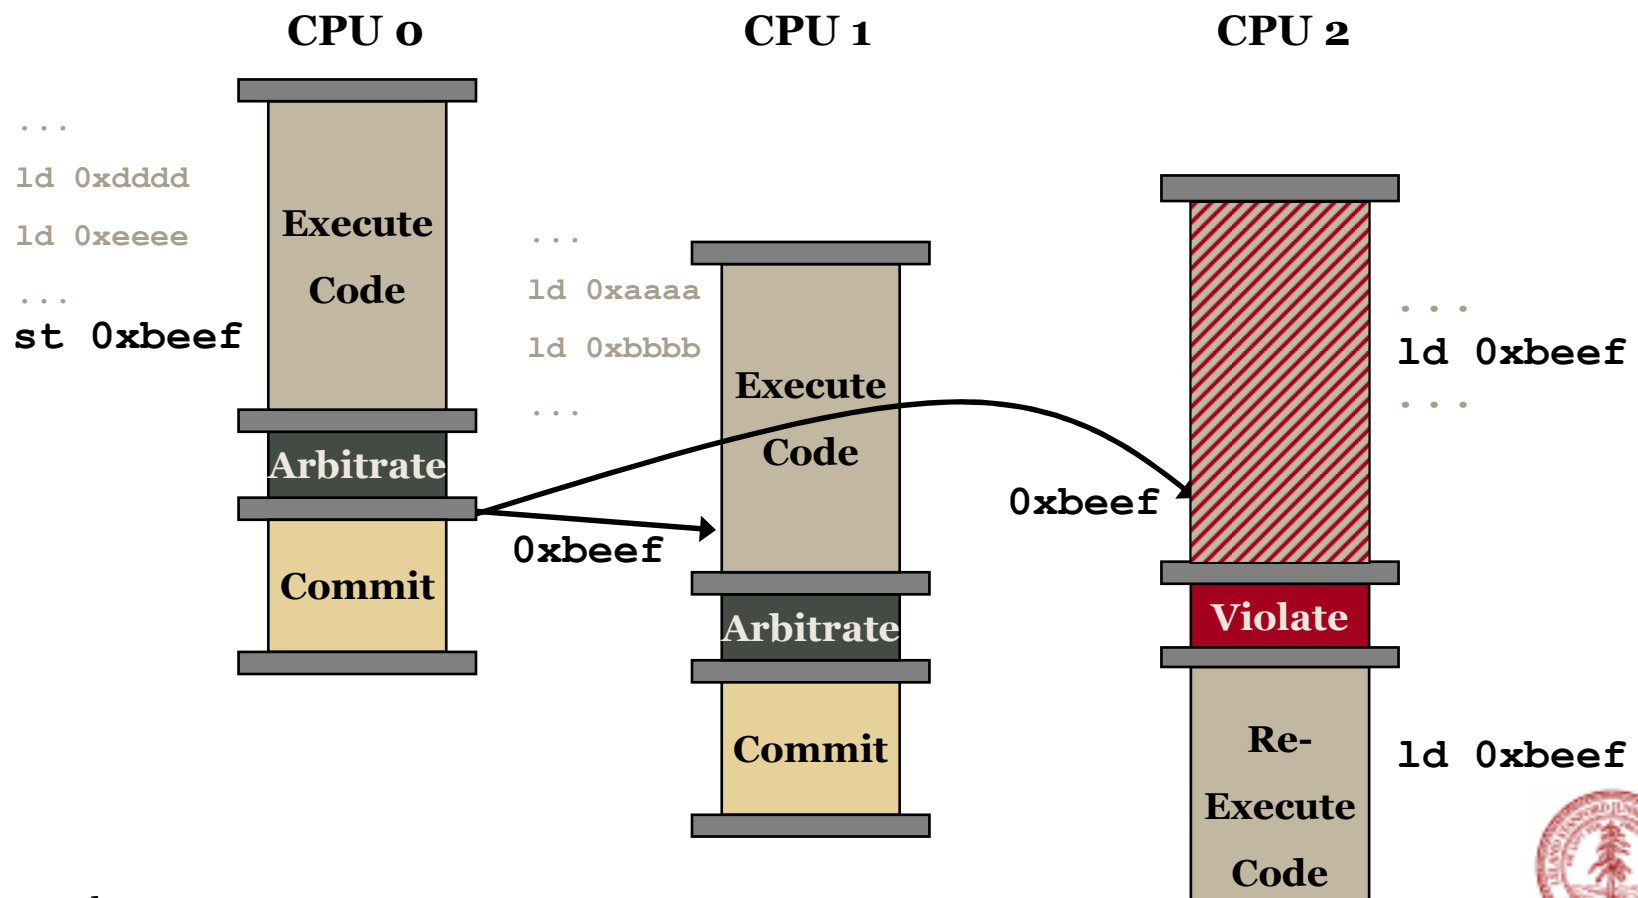 CPU 0
CPU 1
CPU 2
...
ld 0xdddd
ld 0xeeee
...
st 0xbeef
Execute
Code
Arbitrate
Commit
...
ld 0xaaaa
ld 0xbbbb
...
Execute
Code
0xbeef
Arbitrate
Commit
0xbeef
...
ld 0xbeef
...
Violate
Re-
Execute
Code
ld 0xbeef